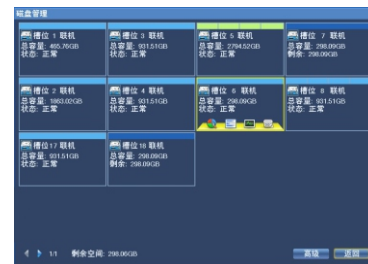 磁盘管理
槽位 1 联机
总容量: 465.76GB
状态: 正常
槽位 3 联机
总容量: 931.51GB
状态: 正常
槽位 5 联机
总容量: 2794.52GB
状态: 正常
槽位 7 联机
总容量: 298.09GB
剩余: 298.09GB
槽位 2 联机
总容量: 1863.02GB
状态: 正常
槽位 4 联机
总容量: 931.51GB
状态: 正常
槽位 6 联机
总容量: 298.09GB
状态: 正常
槽位 8 联机
总容量: 931.51GB
状态: 正常
槽位17 联机
总容量: 931.51GB
状态: 正常
槽位18 联机
总容量: 298.09GB
剩余: 298.09GB
1/1 剩余空间: 298.06GB
高级 返回